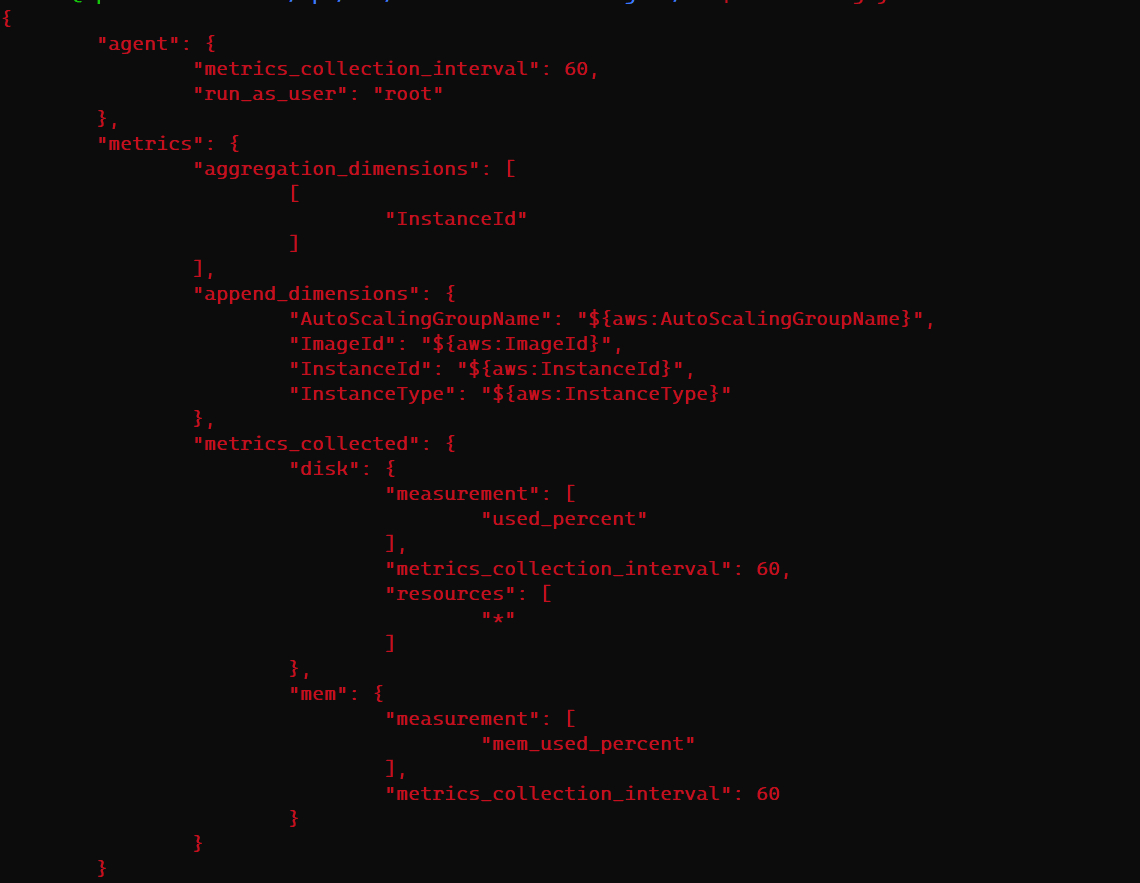 {
"agent": {
"metrics_collection_interval": 60,
"run_as_user": "root"
},
"metrics": {
"aggregation_dimensions": [
[
"InstanceId"
]
],
"append_dimensions": {
"AutoScalingGroupName": "${aws:AutoScalingGroupName}",
"ImageId": "${aws:ImageId}",
"InstanceId": "${aws:InstanceId}",
"InstanceType": "${aws:InstanceType}"
},
"metrics_collected": {
"disk": {
"measurement": [
"used_percent"
],
"metrics_collection_interval": 60,
"resources": [
"*"
]
},
"mem": {
"measurement": [
"mem_used_percent"
],
"metrics_collection_interval": 60
}
}
}